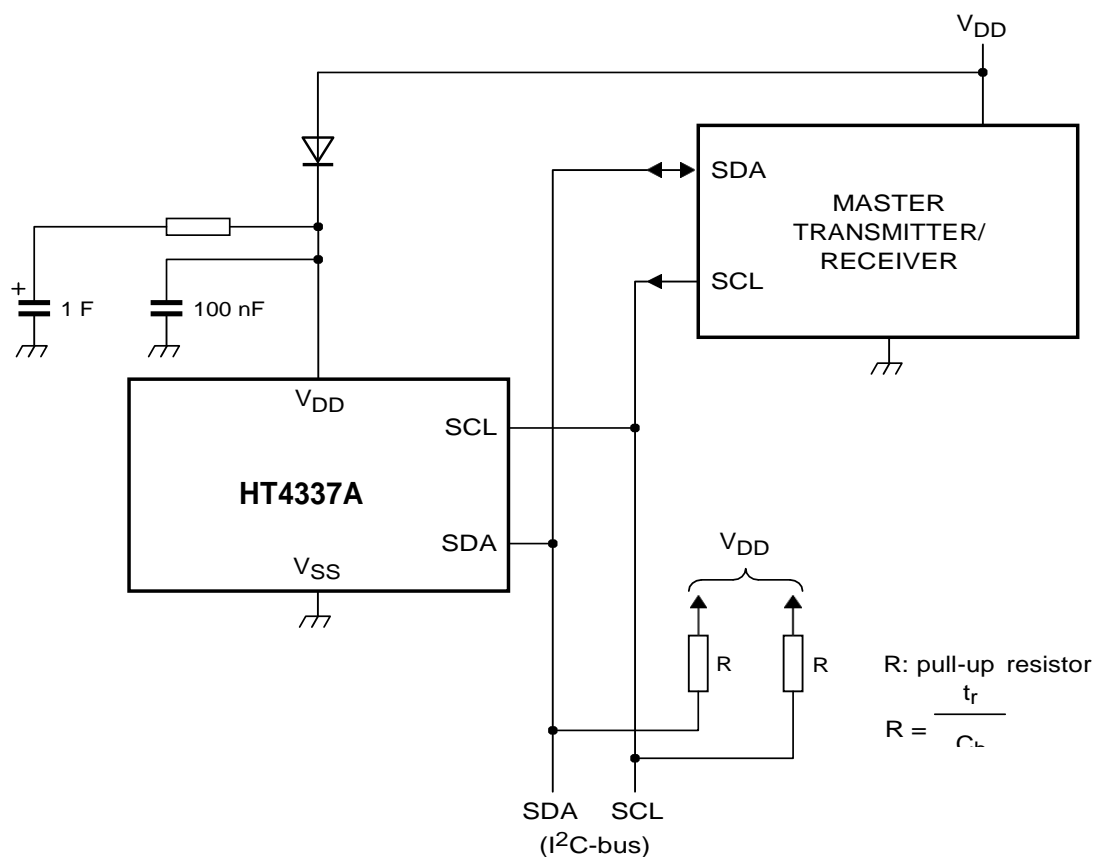 VDD
SDA
MASTER
TRANSMITTER/
RECEIVER
SCL
+
1 F
100 nF
VDD
SCL
HT4337A
SDA
VSS
VDD
R
R
R: pull-up resistor
R = tr
SDA SCL
(I²C-bus)